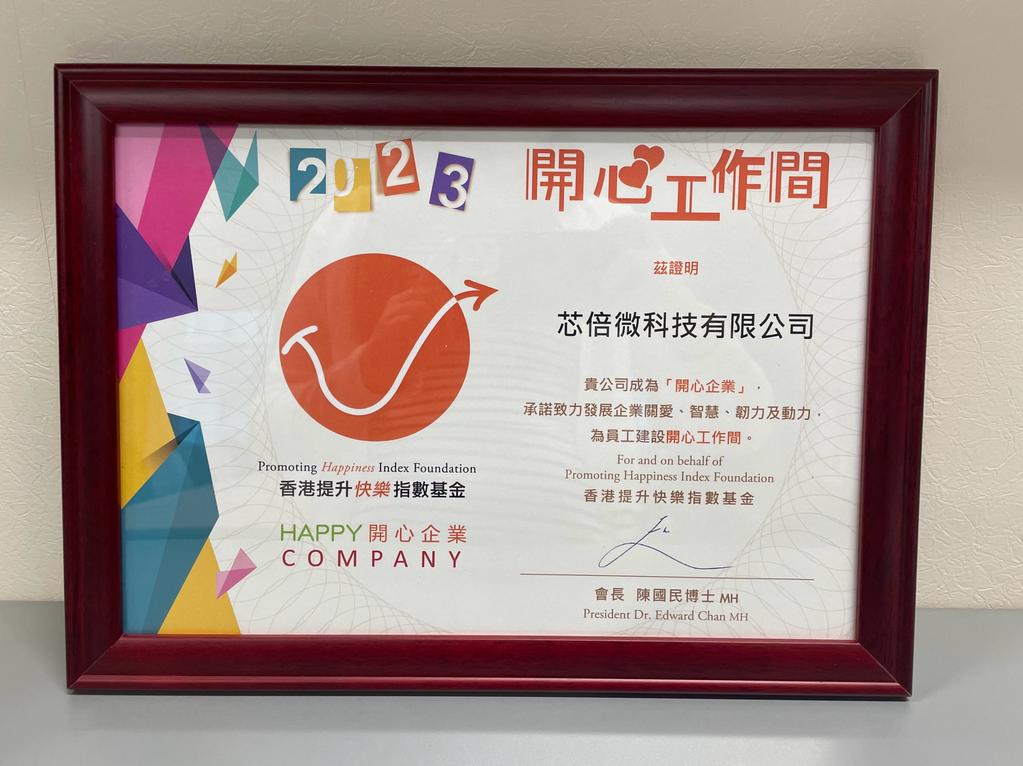 2023
開心工作間
茲證明
芯倍微科技有限公司
貴公司成為「開心企業」，
承諾致力發展企業關愛、智慧、韌力及動力，
為員工建設開心工作間。
For and on behalf of
Promoting Happiness Index Foundation
香港提升快樂指數基金
會長 陳國民博士 MH
President Dr. Edward Chan MH
Promoting Happiness Index Foundation
香港提升快樂指數基金
HAPPY 開心企業
COMPANY